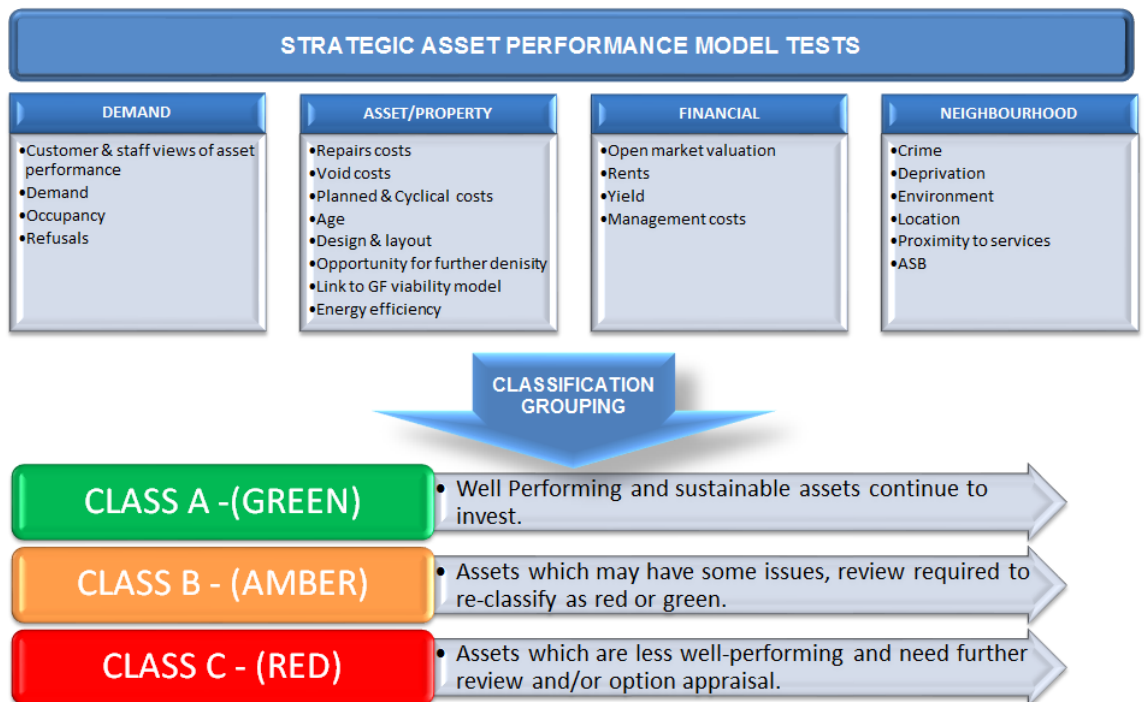 STRATEGIC ASSET PERFORMANCE MODEL TESTS
DEMAND
•Customer & staff views of asset
performance
•Demand
•Occupancy
•Refusals
ASSET/PROPERTY
•Repairs costs
•Void costs
•Planned & Cyclical costs
•Age
•Design & layout
•Opportunity for further denisity
•Link to GF viability model
•Energy efficiency
FINANCIAL
•Open market valuation
•Rents
•Yield
•Management costs
NEIGHBOURHOOD
•Crime
•Deprivation
•Environment
•Location
•Proximity to services
•ASB
CLASSIFICATION
GROUPING
CLASS A -(GREEN)
• Well Performing and sustainable assets continue to
invest.
CLASS B - (AMBER)
• Assets which may have some issues, review required to
re-classify as red or green.
CLASS C - (RED)
• Assets which are less well-performing and need further
review and/or option appraisal.